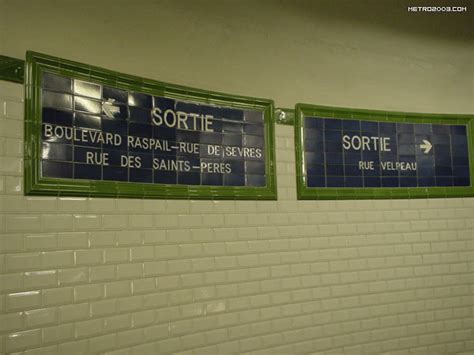 METRO2003.COM
← SORTIE
BOULEVARD RASPAIL–RUE DE SEVRES
RUE DES SAINTS–PERES
SORTIE →
RUE VELPEAU